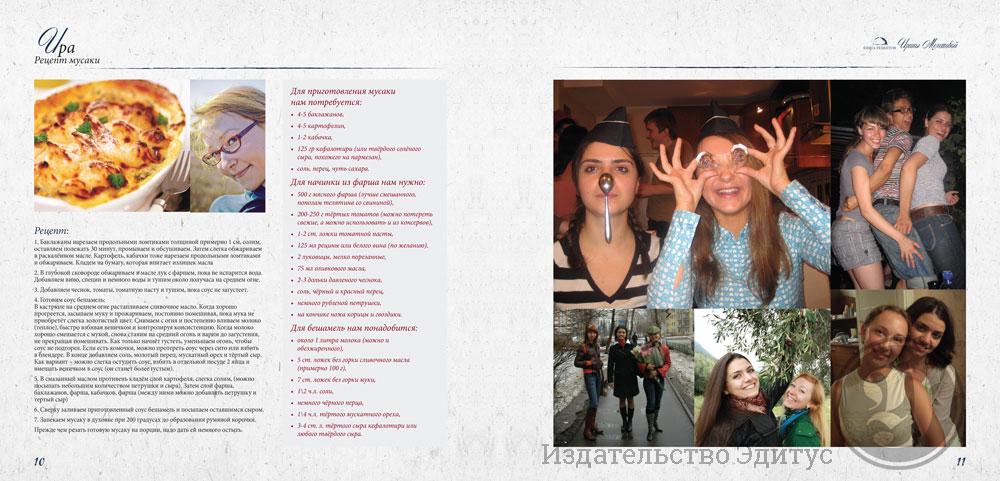 Ира
Рецепт мусаки
Рецепт:
1. Баклажаны нарезаем продольными ломтиками толщиной примерно 1 см, солим,
оставляем полежать 30 минут, промываем и обсушиваем. Затем слегка обжариваем
в раскалённом масле. Картофель, кабачки тоже нарезаем продольными ломтиками
и обжариваем. Кладем на бумагу, которая впитает излишек масла
2. В глубокой сковороде обжариваем в масле лук с фаршем, пока не испарится вода.
Добавляем вино, специи и немного воды и тушим около получаса на среднем огне.
3. Добавляем чеснок, томаты, томатную пасту и тушим, пока соус не загустеет.
4. Готовим соус бешамель:
В кастрюле на среднем огне растапливаем сливочное масло. Когда хорошо
прогреется, засыпаем муку и прожариваем, постоянно помешивая, пока мука не
приобретёт слегка золотистый цвет. Снимаем с огня и постепенно вливаем молоко
(теплое), быстро взбивая венчиком и контролируя консистенцию. Когда молоко
хорошо смешается с мукой, снова ставим на средний огонь и варим до загустения,
не прекращая помешивать. Как только начнёт густеть, уменьшаем огонь, чтобы
соус не подгорел. Если есть комочки, можно протереть соус через сито или взбить
в блендере. В конце добавляем соль, молотый перец, мускатный орех и тёртый сыр.
Как вариант – можно слегка остудить соус, взбить в отдельной посуде 2 яйца и
вмешать венчиком в соус (он станет более густым).
5. В смазанный маслом противень кладём слой картофеля, слегка солим, (можно
посыпать небольшим количеством петрушки и сыра). Затем слой фарша,
баклажанов, фарша, кабачков, фарша (между ними можно добавлять петрушку и
тертый сыр)
6. Сверху заливаем приготовленный соус бешамель и посыпаем оставшимся сыром.
7. Запекаем мусаку в духовке при 200 градусах до образования румяной корочки.
Прежде чем резать готовую мусаку на порции, надо дать ей немного остыть.
10
Для приготовления мусаки
нам потребуется:
• 4-5 баклажанов,
• 4-5 картофелин,
• 1-2 кабачка,
• 125 гр кефалотири (или твёрдого солёного
сыра, похожего на пармезан),
• соль, перец, чуть сахара.
Для начинки из фарша нам нужно:
• 500 г мясного фарша (лучше смешанного,
пополам телятина со свининой),
• 200-250 г тёртых томатов (можно потереть
свежие, а можно использовать и из консервов),
• 1-2 ст. ложки томатной пасты,
• 125 мл рецины или белого вина (по желанию),
• 2 луковицы, мелко порезанные,
• 75 мл оливкового масла,
• 2-3 дольки давленого чеснока,
• соль, чёрный и красный перец,
• немного рубленой петрушки,
• на кончике ножа корицы и гвоздики.
Для бешамель нам понадобится:
• около 1 литра молока (можно и
обезжиренного),
• 5 ст. ложек без горки сливочного масла
(примерно 100 г),
• 7 ст. ложек без горки муки,
• 1\2 ч.л. соли,
• немного чёрного перца,
• 1\4 ч.л. тёртого мускатного ореха,
• 3-4 ст. л. тёртого сыра кефалотири или
любого твёрдого сыра.
КНИГА РЕЦЕПТОВ
Ирины
Издательство Эдитус
11